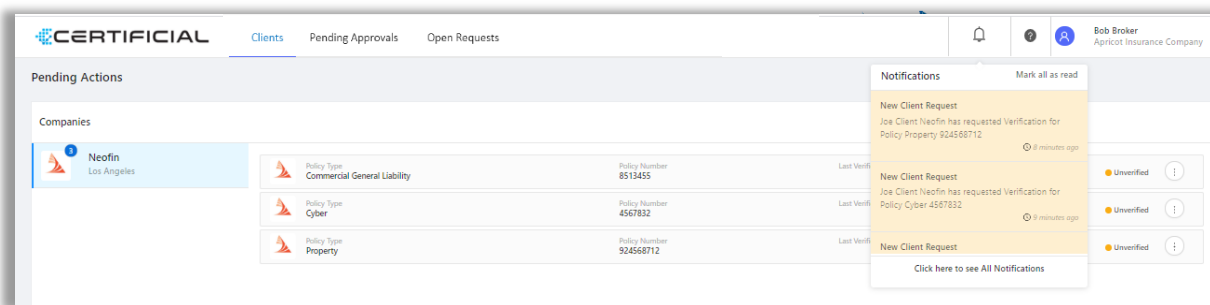 CERTIFICIAL
Clients
Pending Approvals
Open Requests
Bob Broker
Apricot Insurance Company
Pending Actions
Notifications
Mark all as read
New Client Request
Joe Client Neofin has requested Verification for
Policy Property 924568712
8 minutes ago
New Client Request
Joe Client Neofin has requested Verification for
Policy Cyber 4567832
9 minutes ago
New Client Request
Click here to see All Notifications
Companies
3
Neofin
Los Angeles
Policy Type
Commercial General Liability
Policy Number
8513455
Last Verifi
Unverified
Policy Type
Cyber
Policy Number
4567832
Last Verifi
Unverified
Policy Type
Property
Policy Number
924568712
Last Verifi
Unverified